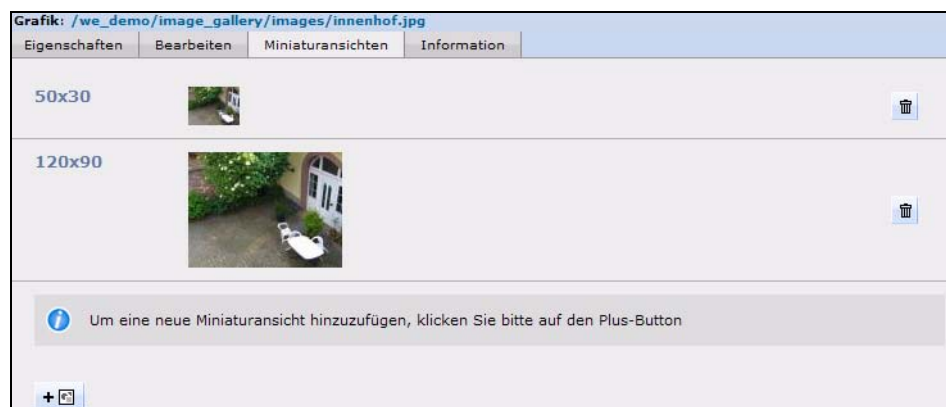 Grafik: /we_demo/image_gallery/images/innenhof.jpg
Eigenschaften Bearbeiten Miniaturansichten Information
50x30
120x90
Um eine neue Miniaturansicht hinzuzufügen, klicken Sie bitte auf den Plus-Button